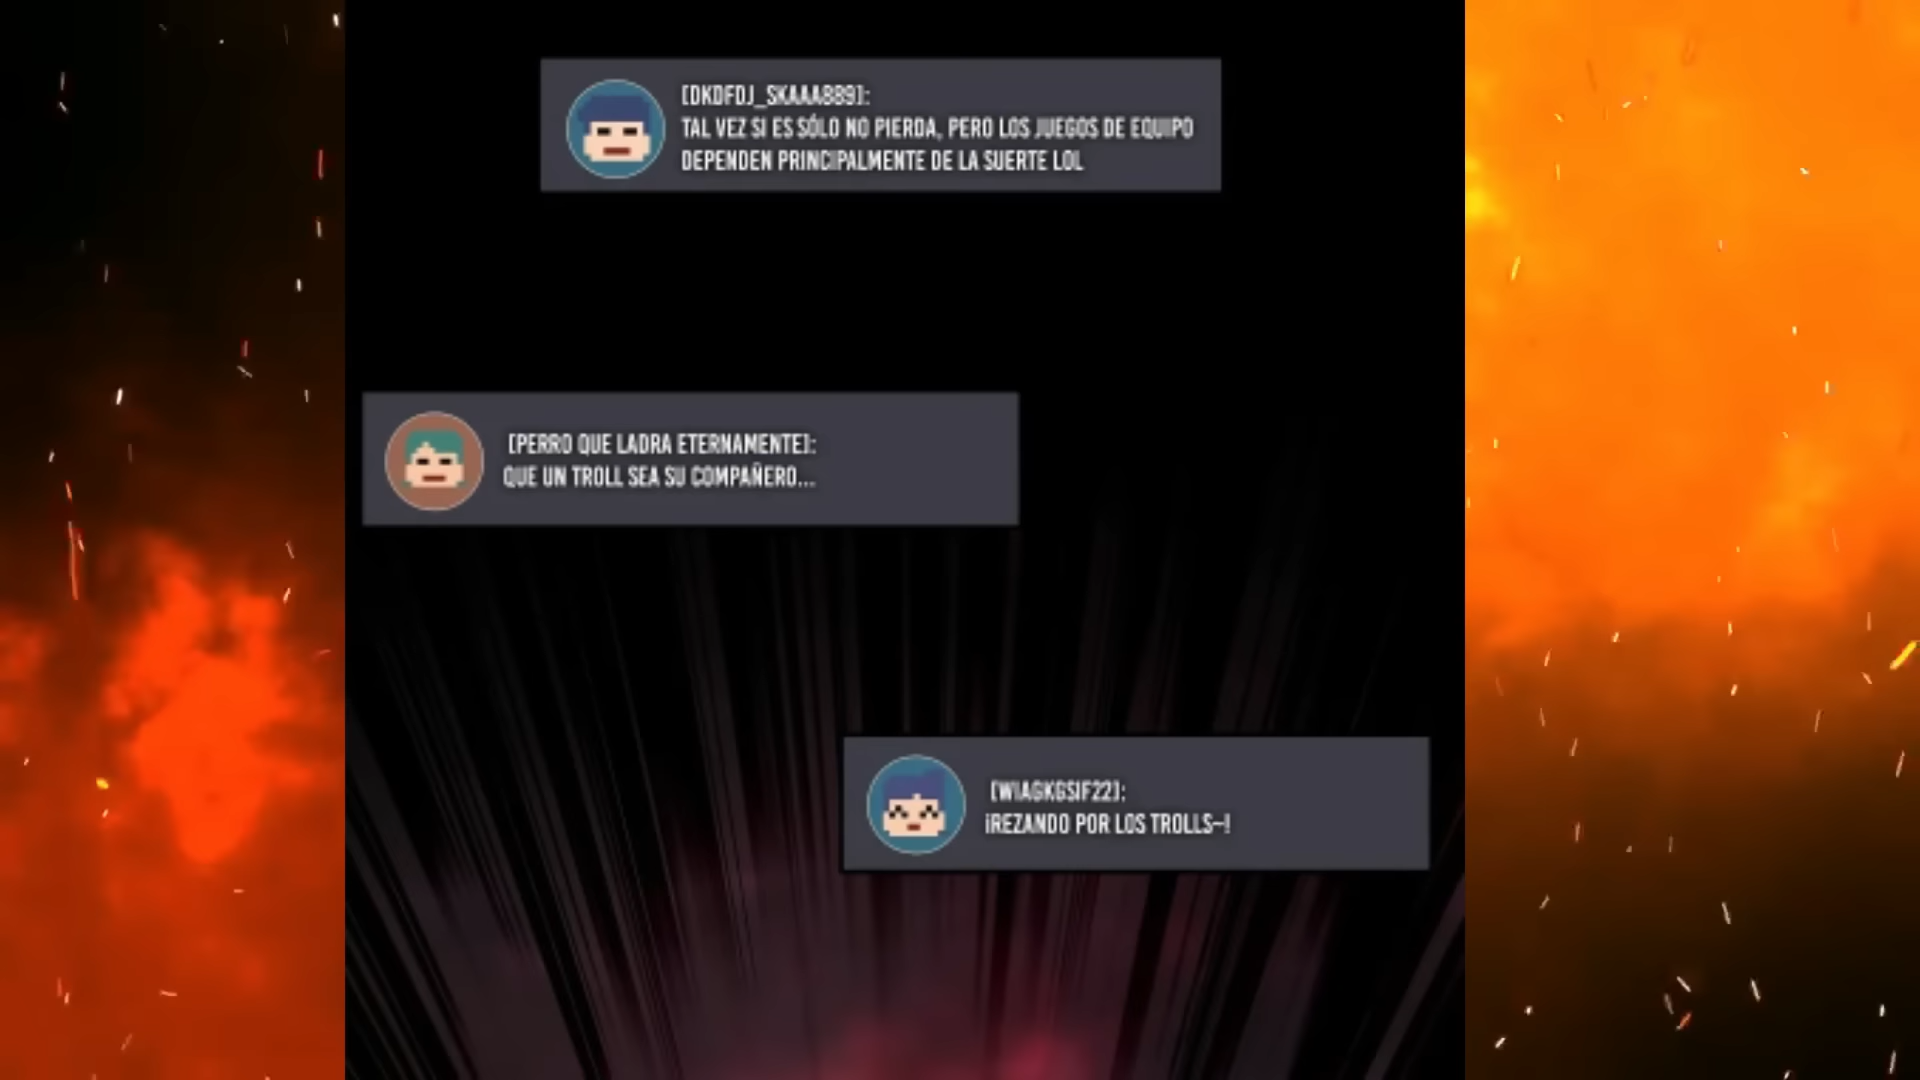 [DKDFDJ_SKAAA889]:
TAL VEZ SI ES SÓLO NO PIERDA, PERO LOS JUEGOS DE EQUIPO
DEPENDEN PRINCIPALMENTE DE LA SUERTE LOL
[PERRO QUE LADRA ETERNAMENTE]:
QUE UN TROLL SEA SU COMPAÑERO...
[WIAGKGSIF22]:
¡REZANDO POR LOS TROLLS~!